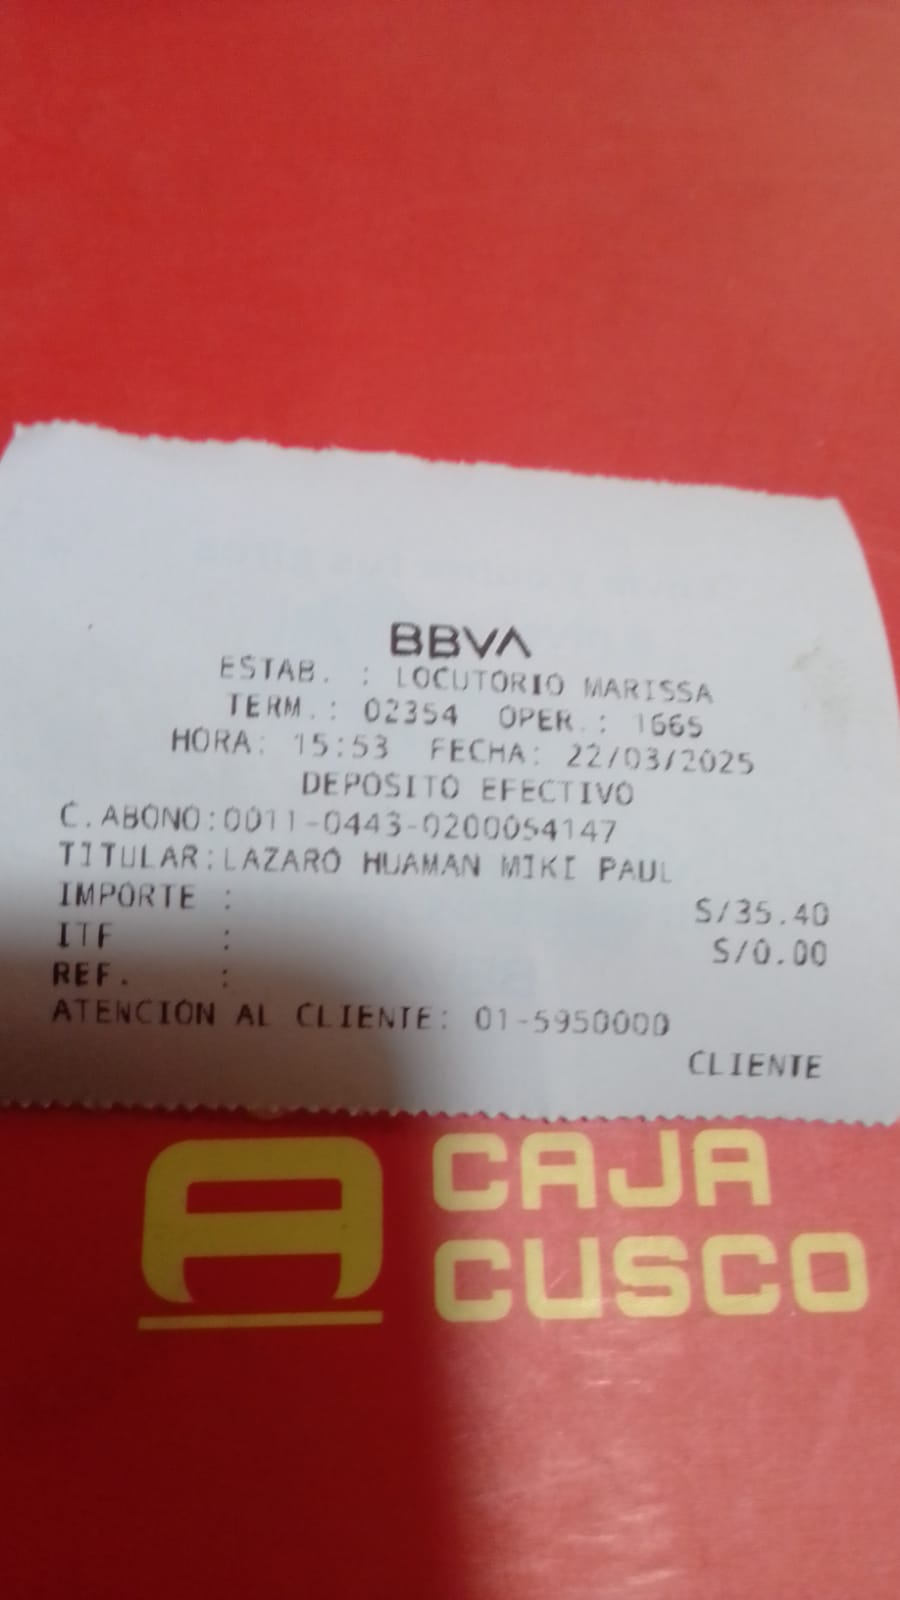 BBVA
ESTAB. : LOCUTORIO MARISSA
TERM.: 02354 OPER.: 1665
HORA: 15:53 FECHA: 22/03/2025
DEPOSITO EFECTIVO
C.ABONO:0011-0443-0200054147
TITULAR:LAZARO HUAMAN MIKI PAUL
IMPORTE : S/35.40
ITF : S/0.00
REF. :
ATENCION AL CLIENTE: 01-5950000
CLIENTE
CAJA
CUSCO